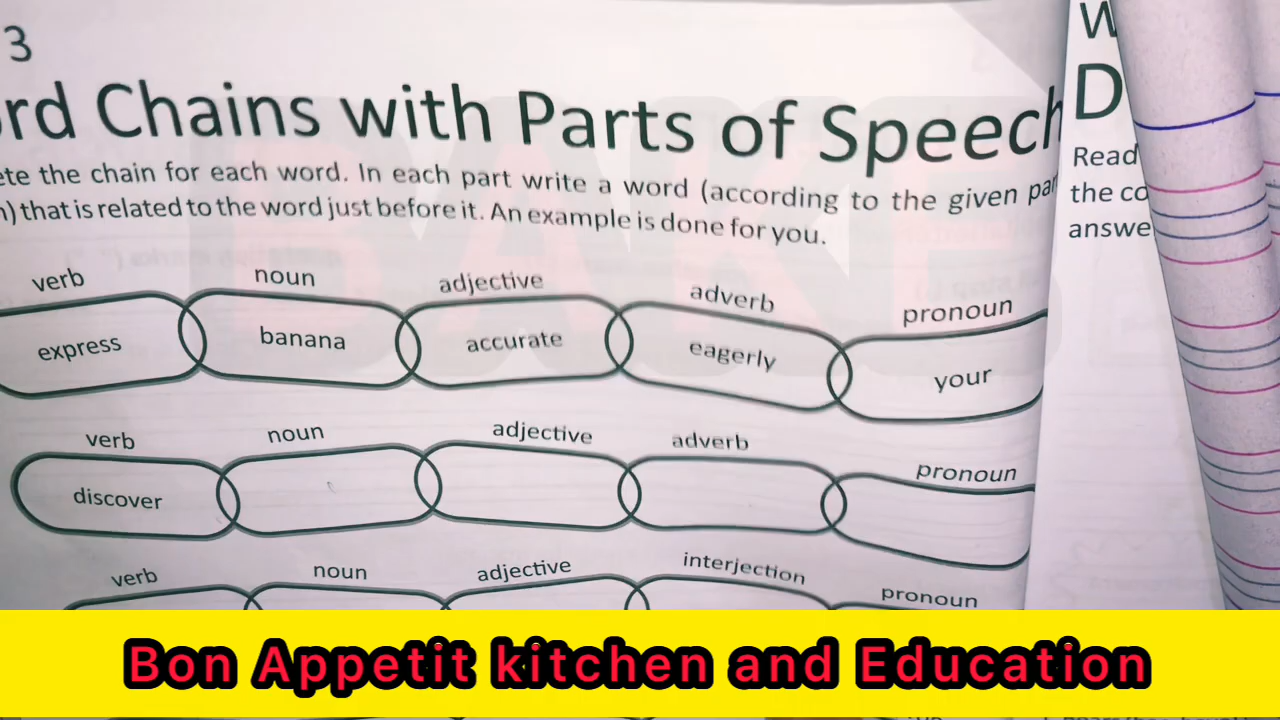 3
rd Chains with Parts of Speech
ete the chain for each word. In each part write a word (according to the given par
n) that is related to the word just before it. An example is done for you.
verb noun adjective adverb pronoun
express banana accurate eagerly your
verb noun adjective adverb pronoun
discover
verb noun adjective interjection pronoun
W
D
Read
the co
answe
BAKE
Bon Appetit kitchen and Education